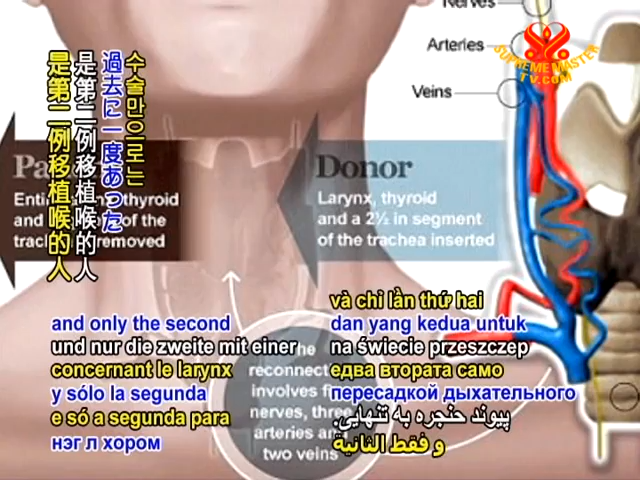 Nerves
Arteries
Veins
SUPREME MASTER
TV.COM
수술만으로는
過去に一度あった
是第二例移植喉的人
是第二例移植喉的人
Donor
Larynx, thyroid
and a 2½ in segment
of the trachea inserted
thyroid
and
of the
removed
và chỉ lần thứ hai
and only the second
dan yang kedua untuk
und nur die zweite mit einer
na świecie przeszczep
concernant le larynx
едва втората само
y sólo la segunda
пересадкой дыхательного
e só a segunda para
پیوند حنجره به تنهایی.
нэг л хором
و فقط الثانية
reconnect
involves
nerves, three
arteries
two veins